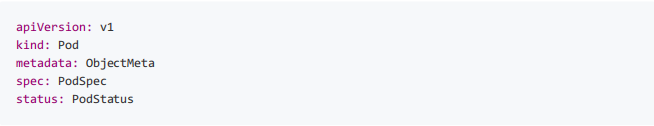 apiVersion: v1
kind: Pod
metadata: ObjectMeta
spec: PodSpec
status: PodStatus